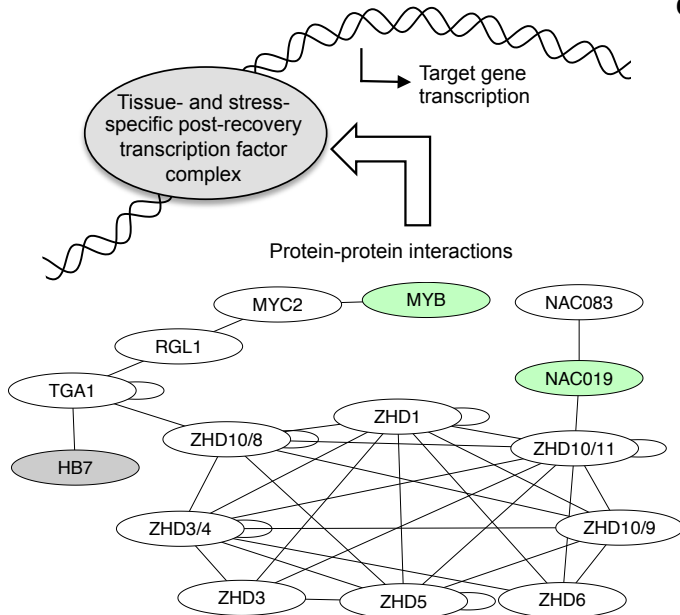 Target gene
transcription
Tissue- and stress-
specific post-recovery
transcription factor
complex
Protein-protein interactions
MYC2
MYB
NAC083
RGL1
TGA1
NAC019
ZHD1
ZHD10/8
ZHD10/11
HB7
ZHD3/4
ZHD10/9
ZHD3
ZHD5
ZHD6